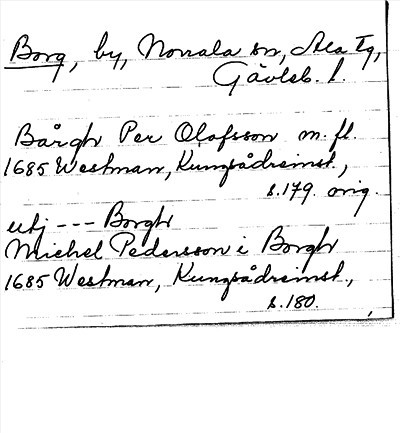 Borg, by, Norrala sn, Ala tg,
Gävleb. l.
Bårgh Per Olofsson m. fl.
1685 Westman, Kungsådreinst.,
s. 179. orig.
utj --- Borgh
Michel Pedersson i Borgh
1685 Westman, Kungsådreinst.,
s. 180.